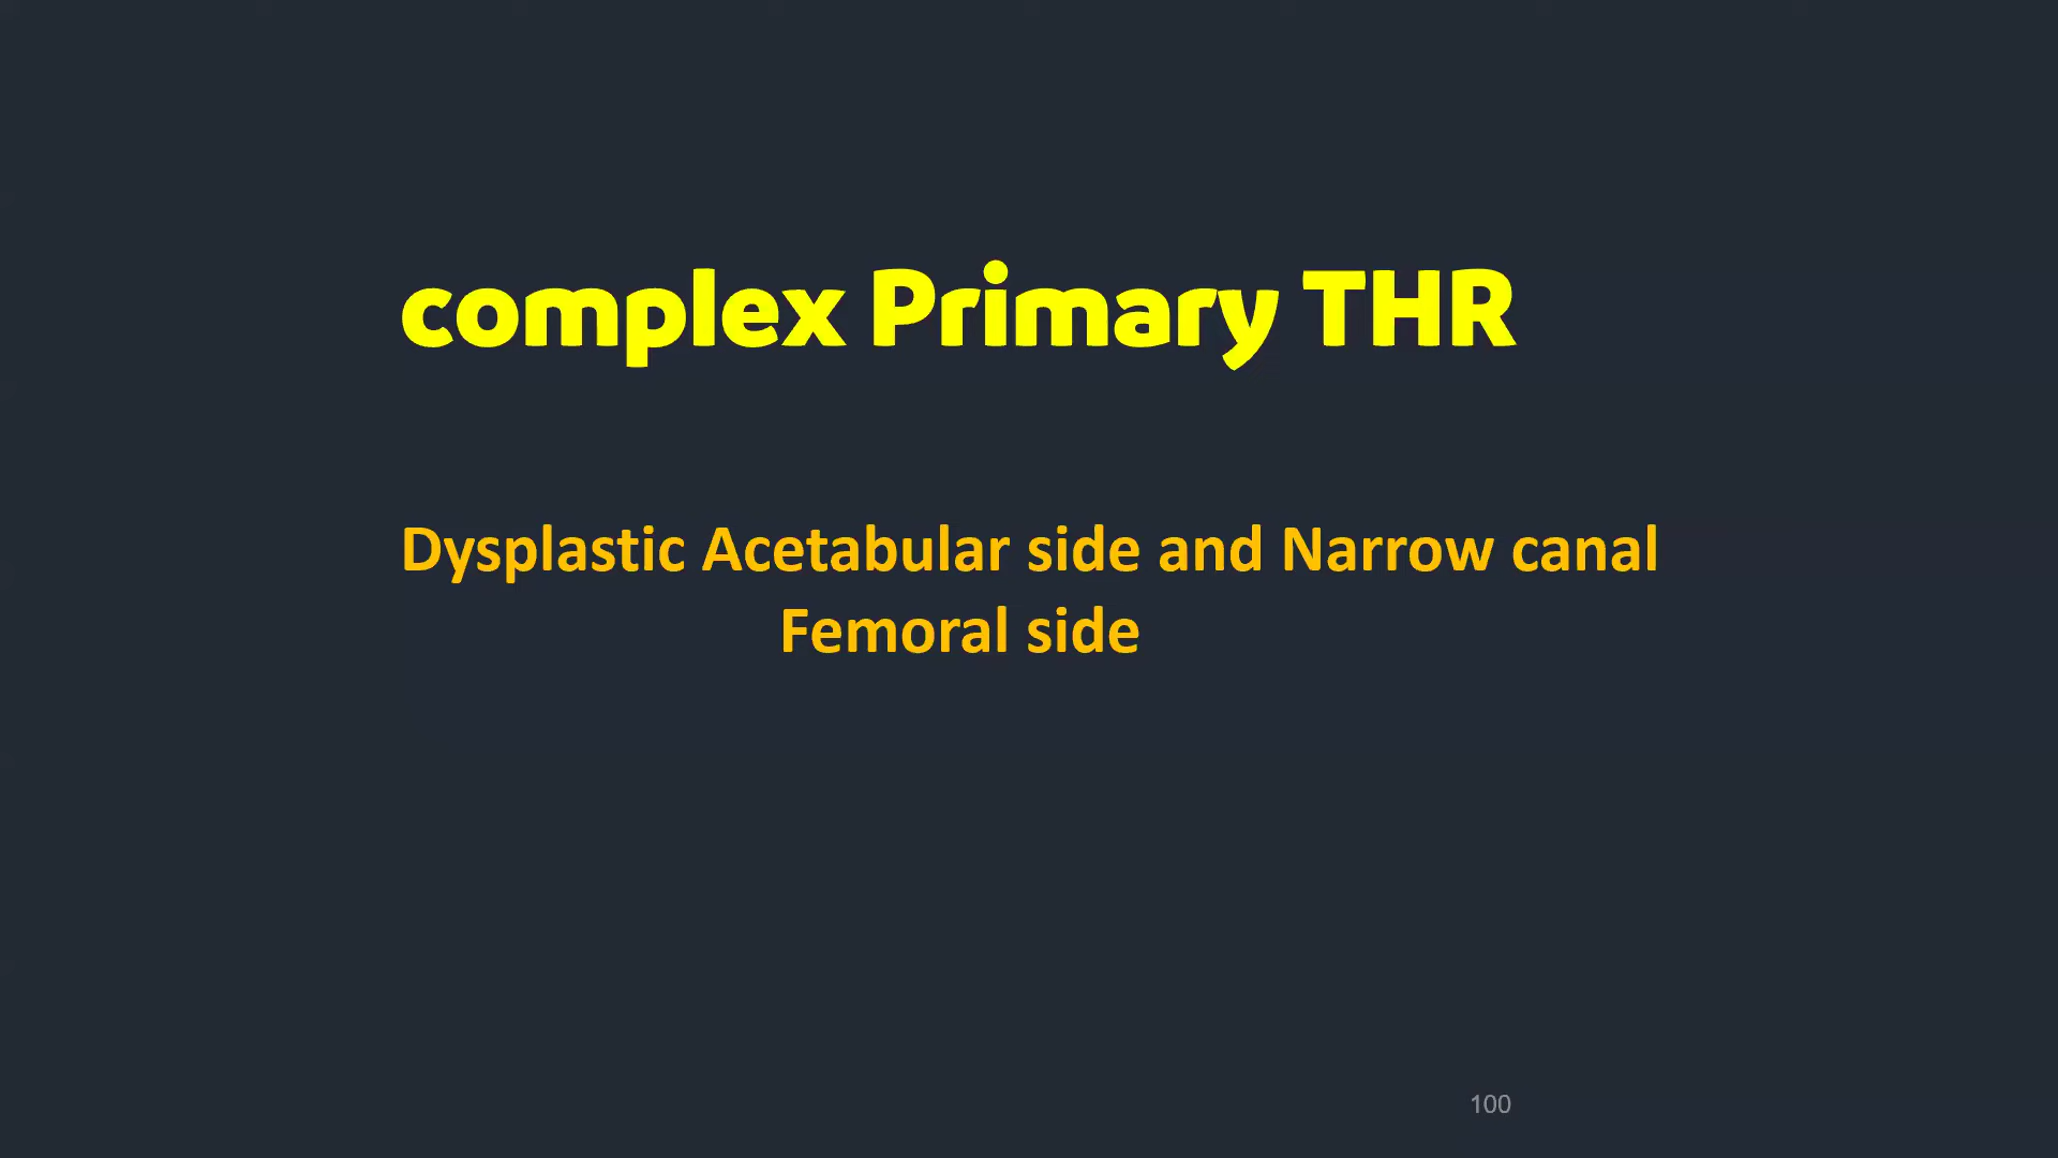 complex Primary THR
Dysplastic Acetabular side and Narrow canal
Femoral side
100